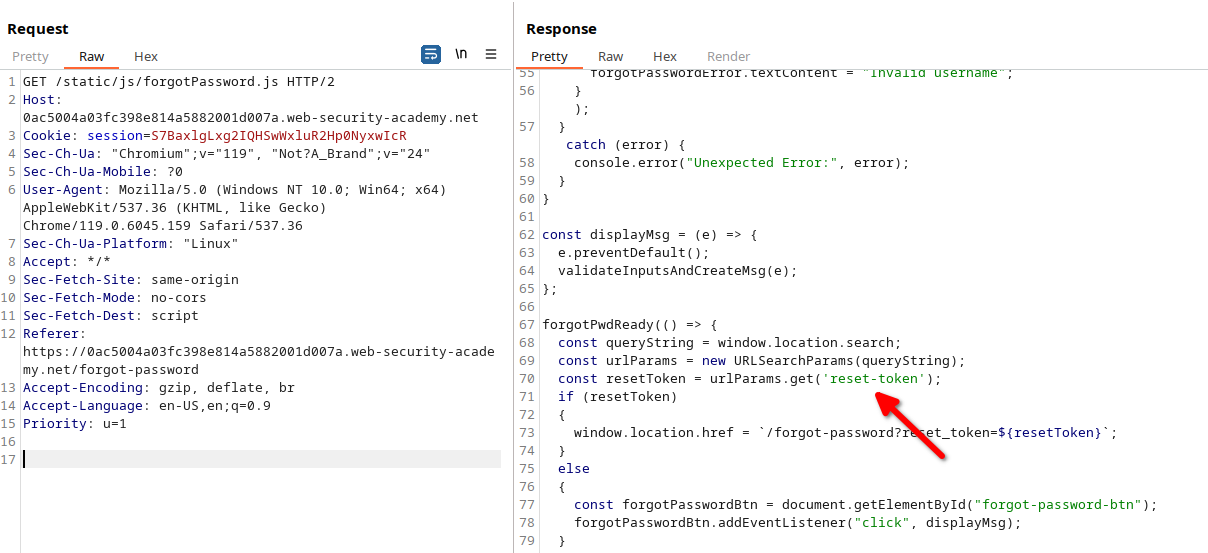 Request
Pretty Raw Hex \n
1 GET /static/js/forgotPassword.js HTTP/2
2 Host:
0ac5004a03fc398e814a5882001d007a.web-security-academy.net
3 Cookie: session=S7BaxlgLxg2IQHSwWxluR2Hp0NyxwIcR
4 Sec-Ch-Ua: "Chromium";v="119", "Not?A_Brand";v="24"
5 Sec-Ch-Ua-Mobile: ?0
6 User-Agent: Mozilla/5.0 (Windows NT 10.0; Win64; x64)
AppleWebKit/537.36 (KHTML, like Gecko)
Chrome/119.0.6045.159 Safari/537.36
7 Sec-Ch-Ua-Platform: "Linux"
8 Accept: */*
9 Sec-Fetch-Site: same-origin
10 Sec-Fetch-Mode: no-cors
11 Sec-Fetch-Dest: script
12 Referer:
https://0ac5004a03fc398e814a5882001d007a.web-security-acade
my.net/forgot-password
13 Accept-Encoding: gzip, deflate, br
14 Accept-Language: en-US,en;q=0.9
15 Priority: u=1
16
17
Response
Pretty Raw Hex Render
55 forgotPasswordError.textContent = "Invalid username";
56 }
);
57 }
catch (error) {
58 console.error("Unexpected Error:", error);
59 }
60 }
61
62 const displayMsg = (e) => {
63 e.preventDefault();
64 validateInputsAndCreateMsg(e);
65 };
66
67 forgotPwdReady(() => {
68 const queryString = window.location.search;
69 const urlParams = new URLSearchParams(queryString);
70 const resetToken = urlParams.get('reset-token');
71 if (resetToken)
72 {
73 window.location.href = `/forgot-password?reset_token=${resetToken}`;
74 }
75 else
76 {
77 const forgotPasswordBtn = document.getElementById("forgot-password-btn");
78 forgotPasswordBtn.addEventListener("click", displayMsg);
79 }